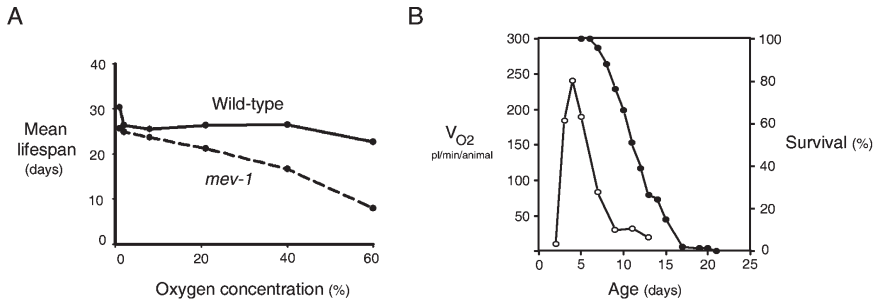 A
B
40
30
20
10
0
Mean
lifespan
(days)
Wild-type
mev-1
0
20
40
60
Oxygen concentration (%)
300
250
200
150
100
50
0
V O2
pl/min/animal
100
80
60
40
20
0
Survival (%)
0
5
10
15
20
25
Age (days)